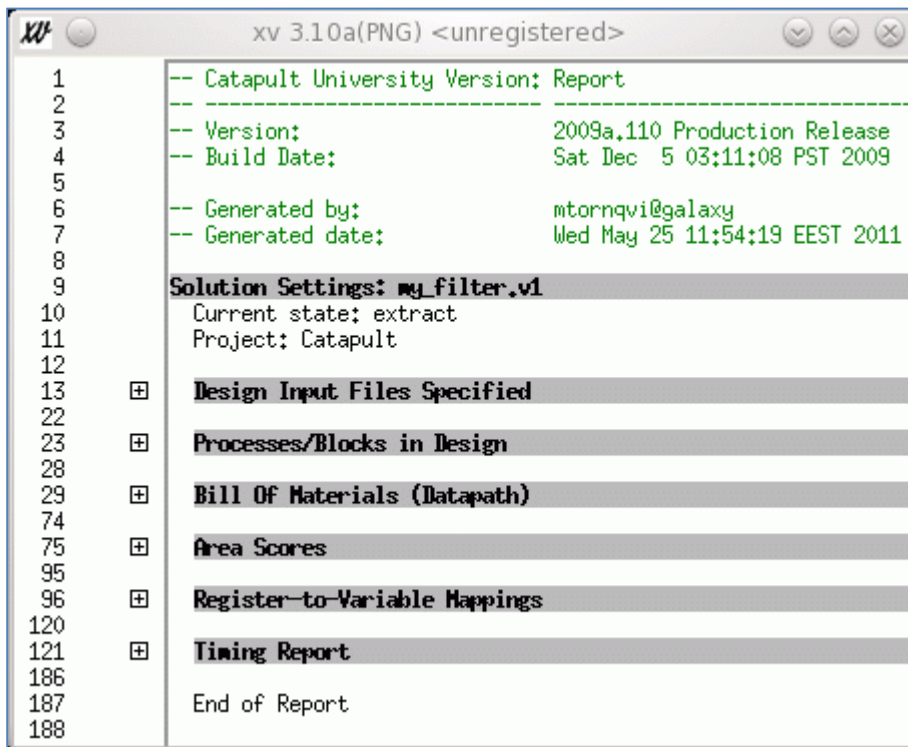 xv xv 3.10a(PNG) <unregistered>
1 -- Catapult University Version: Report
2 -- ---------------------------- ------------------------------
3 -- Version: 2009a.110 Production Release
4 -- Build Date: Sat Dec 5 03:11:08 PST 2009
5
6 -- Generated by: mtornqvi@galaxy
7 -- Generated date: Wed May 25 11:54:19 EEST 2011
8
9 Solution Settings: my_filter.v1
10 Current state: extract
11 Project: Catapult
12
13 Design Input Files Specified
22
23 Processes/Blocks in Design
28
29 Bill Of Materials (Datapath)
74
75 Area Scores
95
96 Register-to-Variable Mappings
120
121 Timing Report
186
187 End of Report
188